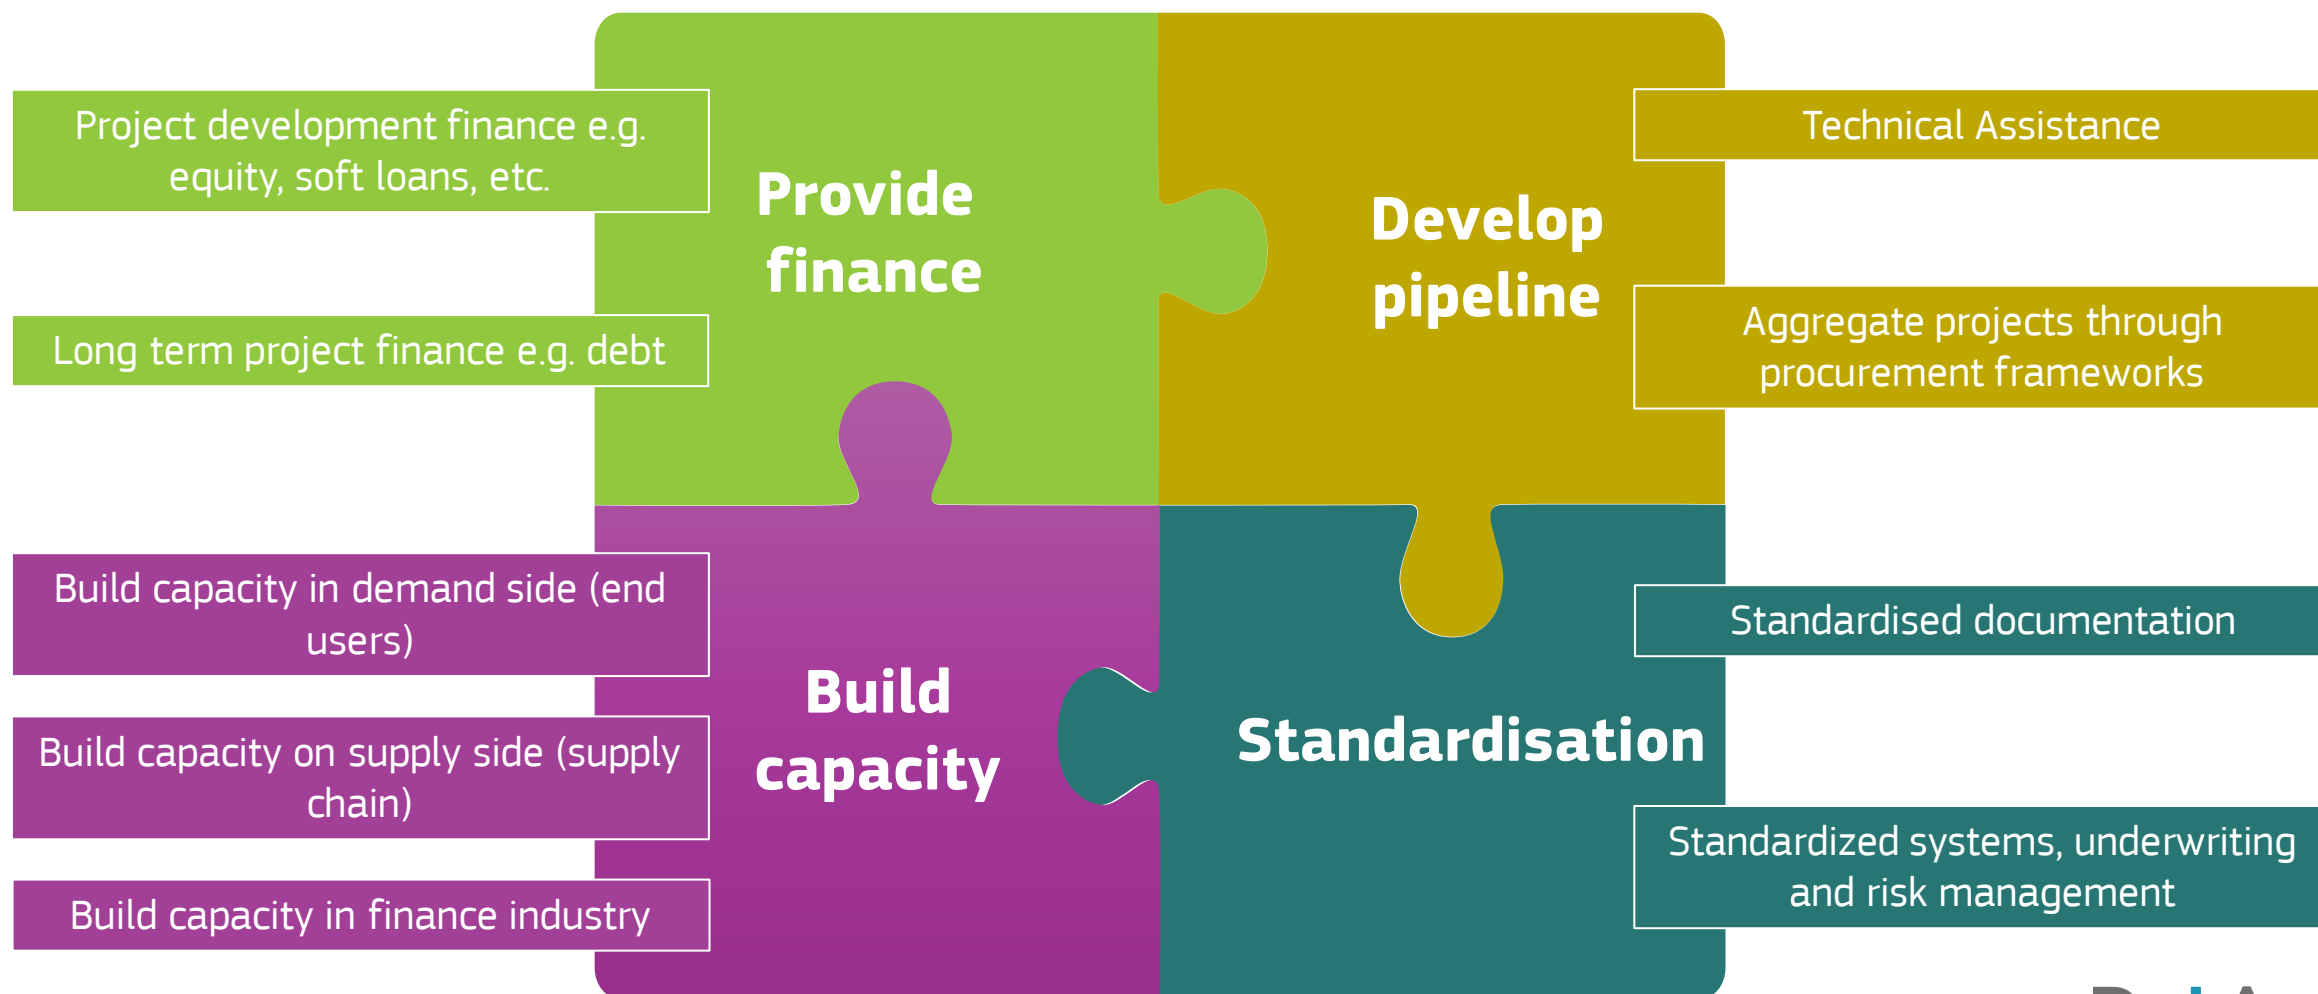 Project development finance e.g.
equity, soft loans, etc.
Long term project finance e.g. debt
Provide
finance
Develop
pipeline
Technical Assistance
Aggregate projects through
procurement frameworks
Build capacity in demand side (end
users)
Build capacity on supply side (supply
chain)
Build capacity in finance industry
Build
capacity
Standardisation
Standardised documentation
Standardized systems, underwriting
and risk management